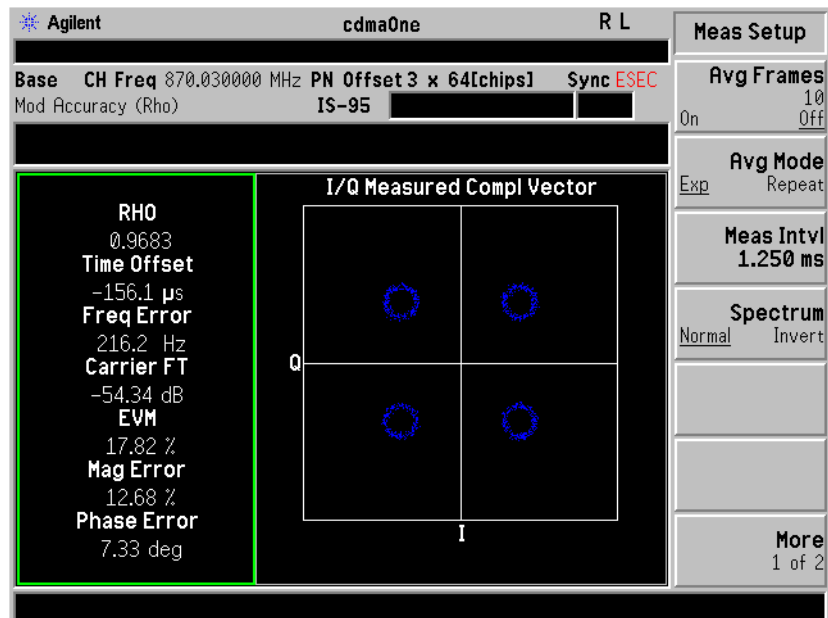 Agilent cdmaOne R L
Base CH Freq 870.030000 MHz PN Offset 3 x 64[chips] Sync ESEC
Mod Accuracy (Rho) IS-95
RHO
0.9683
Time Offset
-156.1 µs
Freq Error
216.2 Hz
Carrier FT
-54.34 dB
EVM
17.82 %
Mag Error
12.68 %
Phase Error
7.33 deg
I/Q Measured Compl Vector
Q
I
Meas Setup
Avg Frames
10
On Off
Avg Mode
Exp Repeat
Meas Intvl
1.250 ms
Spectrum
Normal Invert
More
1 of 2